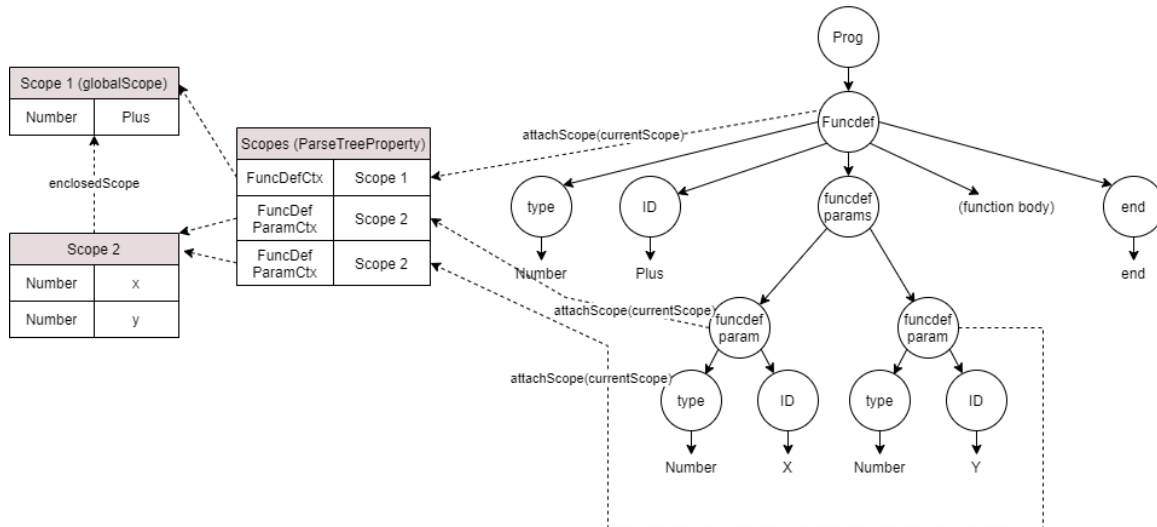 Prog
Scope 1 (globalScope)
Number Plus
Funcdef
attachScope(currentScope)
Scopes (ParseTreeProperty)
FuncDefCtx Scope 1
enclosedScope
FuncDef
ParamCtx
Scope 2
FuncDef
ParamCtx
Scope 2
Scope 2
Number x
Number y
type
ID
funcdef
params
(function body)
end
Number
Plus
end
attachScope(currentScope)
funcdef
param
funcdef
param
attachScope(currentScope)
type
ID
type
ID
Number
X
Number
Y